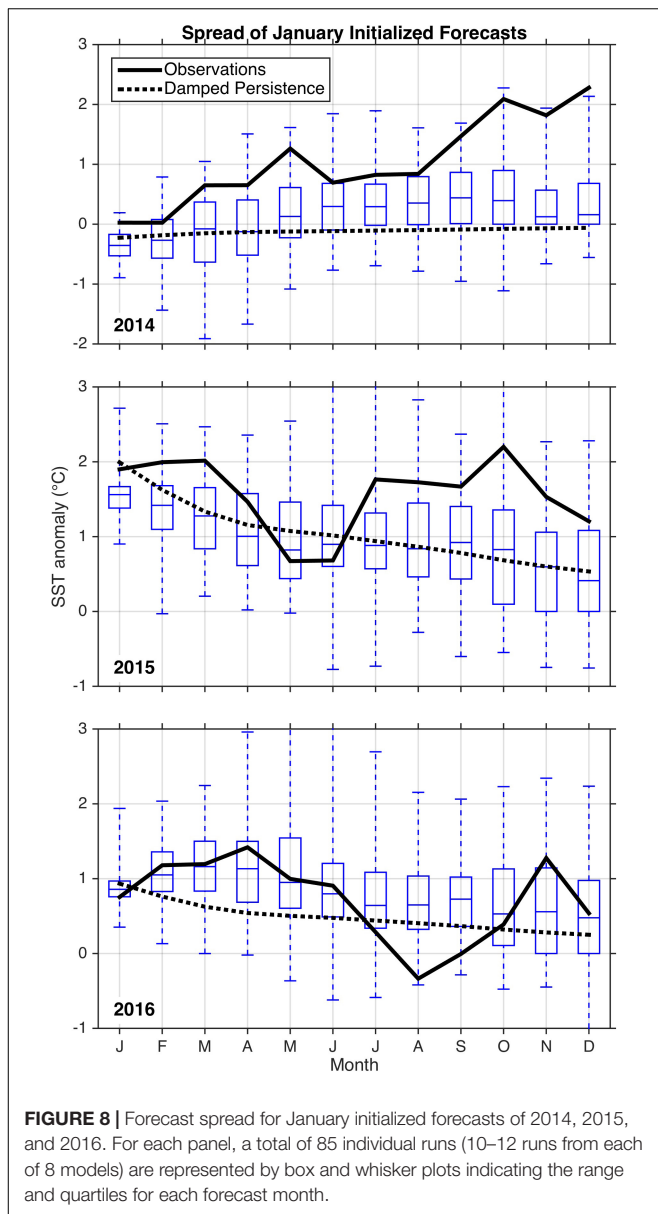 Spread of January Initialized Forecasts
Observations
Damped Persistence
3
2
1
0
-1
-2
2014
3
2
1
0
-1
2015
SST anomaly (°C)
3
2
1
0
-1
2016
J F M A M J J A S O N D
Month
FIGURE 8 | Forecast spread for January initialized forecasts of 2014, 2015,
and 2016. For each panel, a total of 85 individual runs (10–12 runs from each
of 8 models) are represented by box and whisker plots indicating the range
and quartiles for each forecast month.